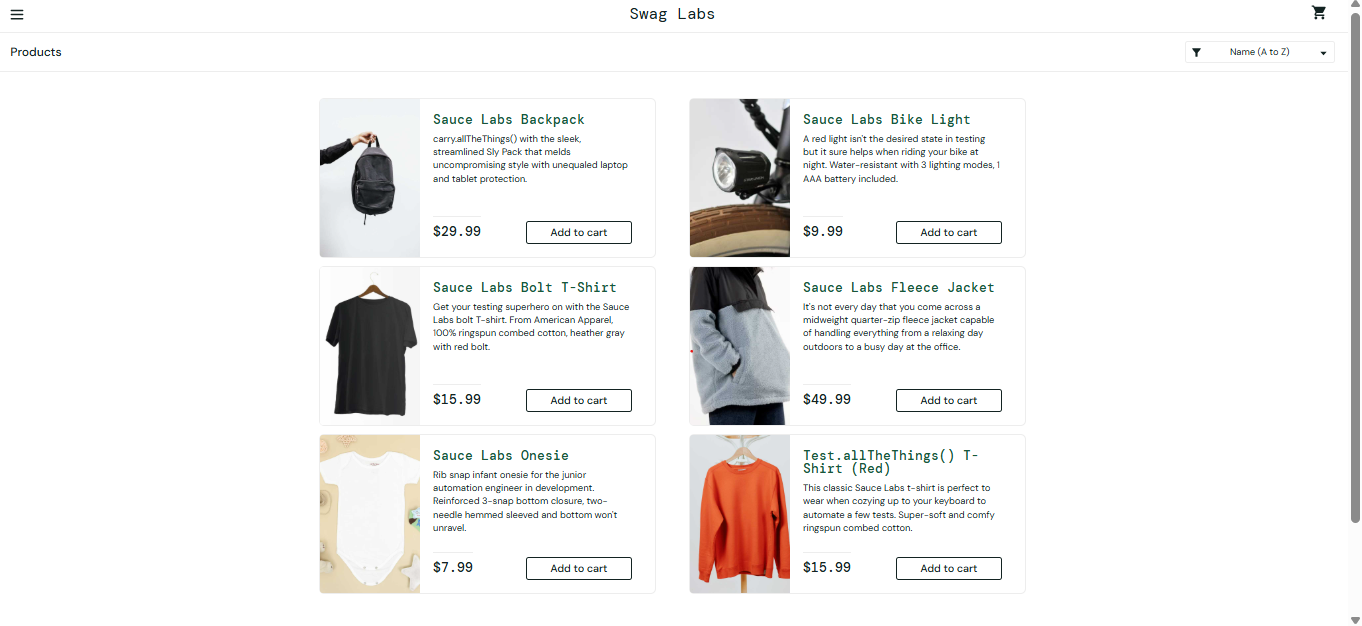 Swag Labs
Products
Name (A to Z)
Sauce Labs Backpack
carry.allTheThings() with the sleek,
streamlined Sly Pack that melds
uncompromising style with unequaled laptop
and tablet protection.
$29.99
Add to cart
Sauce Labs Bike Light
A red light isn't the desired state in testing
but it sure helps when riding your bike at
night. Water-resistant with 3 lighting modes, 1
AAA battery included.
$9.99
Add to cart
Sauce Labs Bolt T-Shirt
Get your testing superhero on with the Sauce
Labs bolt T-shirt. From American Apparel,
100% ringspun combed cotton, heather gray
with red bolt.
$15.99
Add to cart
Sauce Labs Fleece Jacket
It's not every day that you come across a
midweight quarter-zip fleece jacket capable
of handling everything from a relaxing day
outdoors to a busy day at the office.
$49.99
Add to cart
Sauce Labs Onesie
Rib snap infant onesie for the junior
automation engineer in development.
Reinforced 3-snap bottom closure, two-
needle hemmed sleeved and bottom won't
unravel.
$7.99
Add to cart
Test.allTheThings() T-
Shirt (Red)
This classic Sauce Labs t-shirt is perfect to
wear when cozying up to your keyboard to
automate a few tests. Super-soft and comfy
ringspun combed cotton.
$15.99
Add to cart